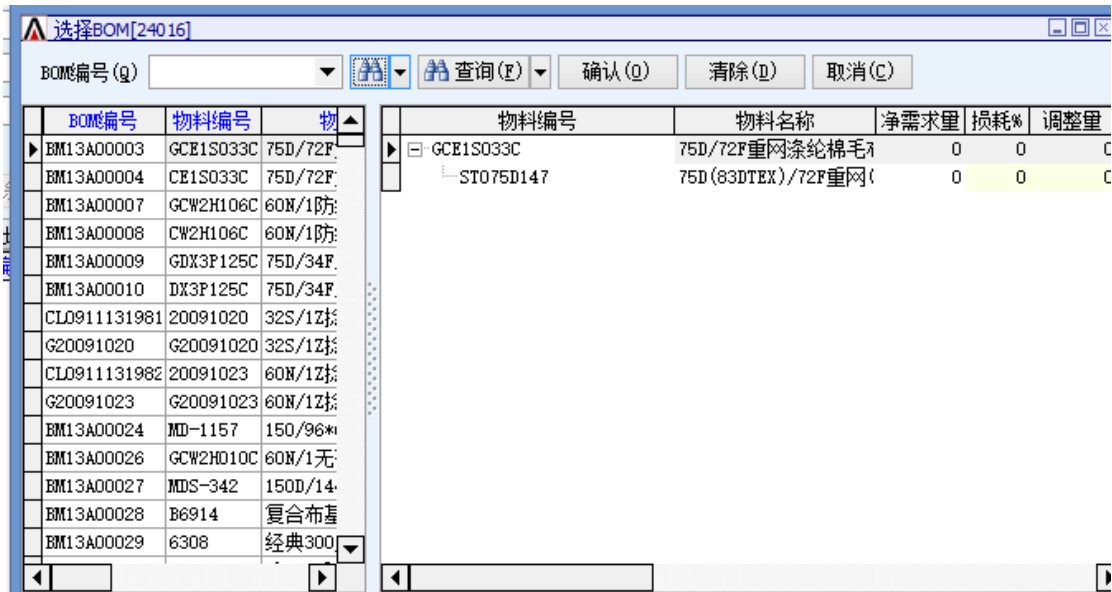 选择BOM[24016]
BOM编号(Q) 查询(F) 确认(O) 清除(D) 取消(C)
BOM编号 物料编号
BM13A00003 GCE1S033C 75D/72F
BM13A00004 CE1S033C 75D/72F
BM13A00007 GCW2H106C 60N/1防
BM13A00008 CW2H106C 60N/1防
BM13A00009 GDX3P125C 75D/34F
BM13A00010 DX3P125C 75D/34F
CL0911131981 20091020 32S/1Z
G20091020 G20091020 32S/1Z
CL0911131982 20091023 60N/1Z
G20091023 G20091023 60N/1Z
BM13A00024 MD-1157 150/96*
BM13A00026 GCW2H010C 60N/1无
BM13A00027 MDS-342 150D/14
BM13A00028 B6914 复合布基
BM13A00029 6308 经典300
物料编号 物料名称 净需求量 损耗% 调整量
GCE1S033C 75D/72F重网涤纶棉毛 0 0 0
ST075D147 75D(83DTEX)/72F重网( 0 0 0